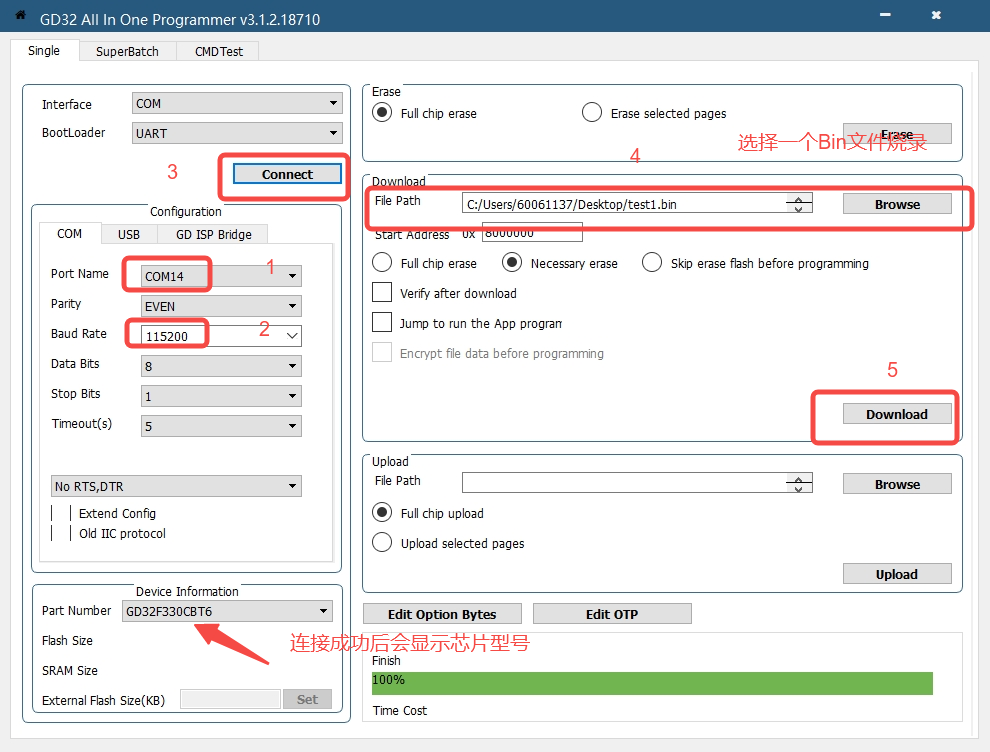 GD32 All In One Programmer v3.1.2.18710
Single SuperBatch CMDTest
Interface COM
BootLoader UART
3
Connect
Configuration
COM USB GD ISP Bridge
Port Name COM14 1
Parity EVEN
Baud Rate 115200 2
Data Bits 8
Stop Bits 1
Timeout(s) 5
No RTS,DTR
Extend Config
Old IIC protocol
Device Information
Part Number GD32F330CBT6
连接成功后会显示芯片型号
Flash Size
SRAM Size
External Flash Size(KB) Set
Erase
Full chip erase Erase selected pages
Erase
4 选择一个Bin文件烧录
Download
File Path C:/Users/60061137/Desktop/test1.bin Browse
Start Address 0x 8000000
Full chip erase Necessary erase Skip erase flash before programming
Verify after download
Jump to run the App program
Encrypt file data before programming
5
Download
Upload
File Path Browse
Full chip upload
Upload selected pages
Upload
Edit Option Bytes Edit OTP
Finish
100%
Time Cost